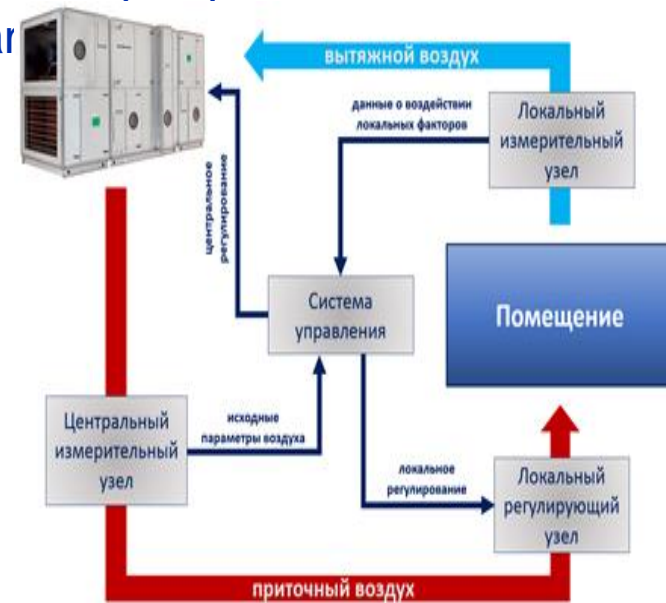 вытяжной воздух
данные о воздействии
локальных факторов
Локальный
измерительный
узел
центральное
регулирование
Система
управления
Помещение
Центральный
измерительный
узел
исходные
параметры воздуха
локальное
регулирование
Локальный
регулирующий
узел
приточный воздух